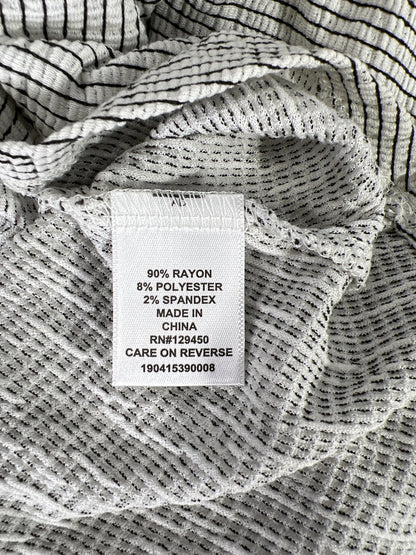 90% RAYON
8% POLYESTER
2% SPANDEX
MADE IN
CHINA
RN#129450
CARE ON REVERSE
190415390008